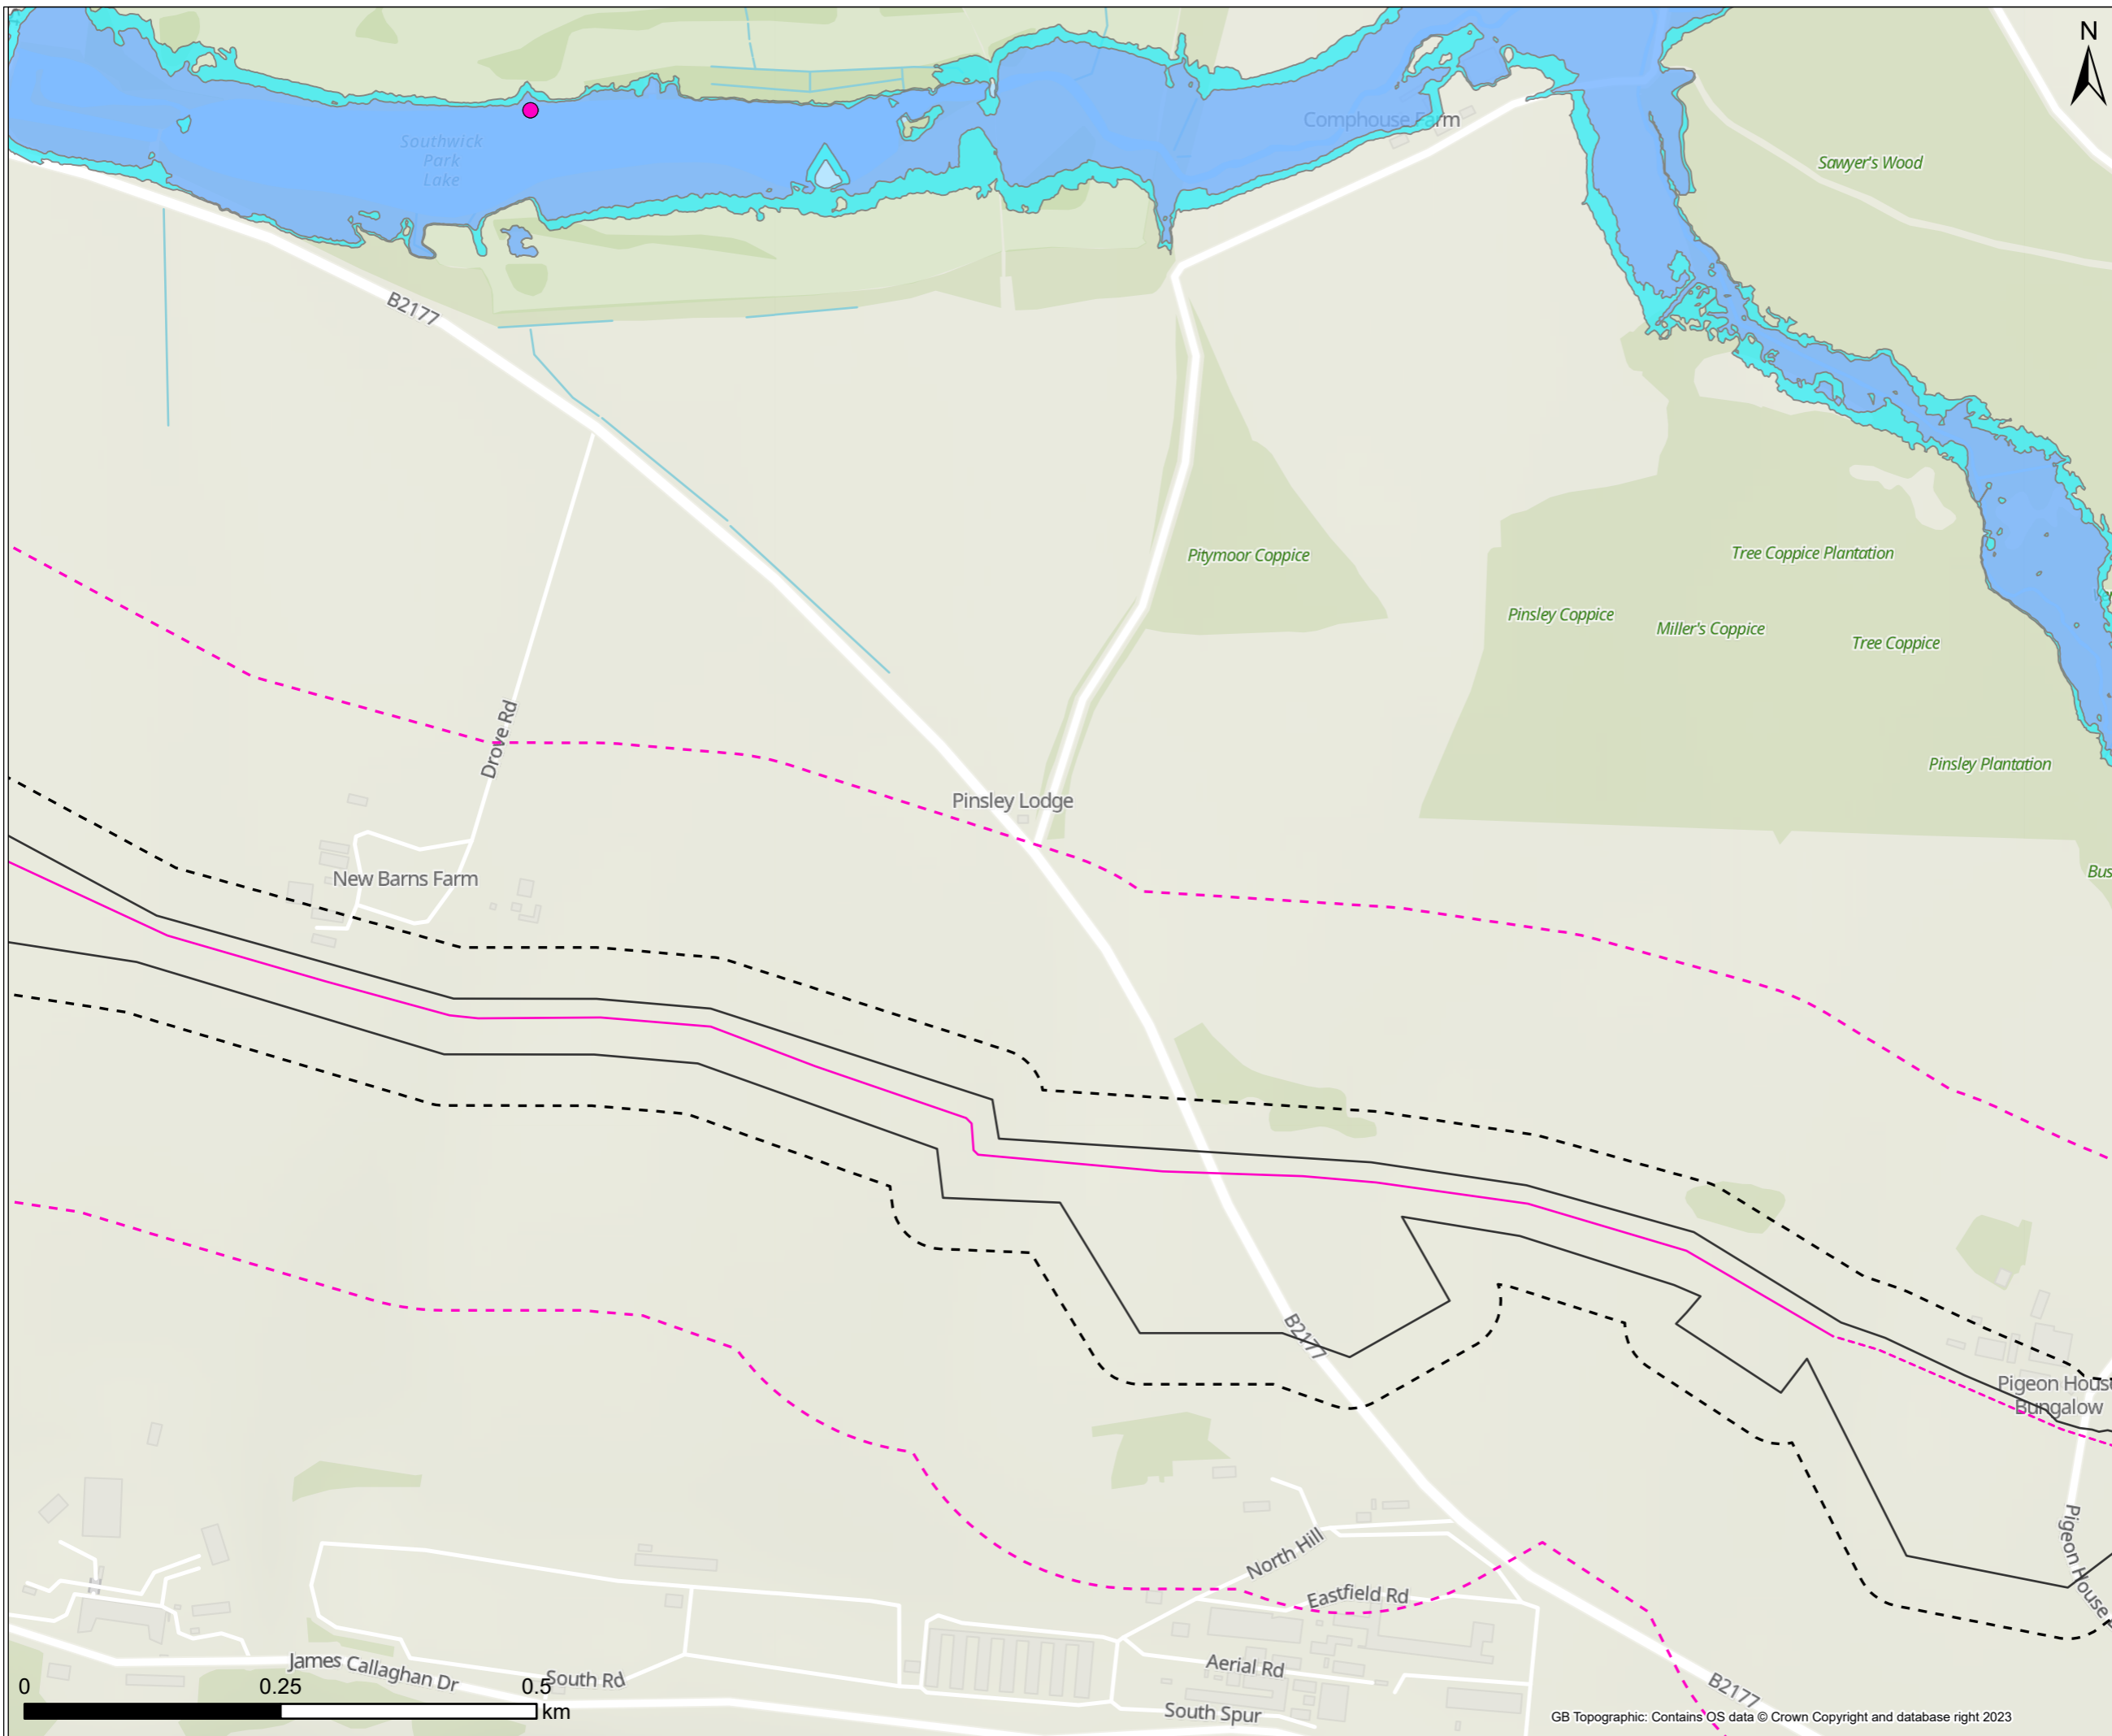 N
Comphouse Farm
Southwick
Park
Lake
Sawyer's Wood
B2177
Pitymoor Coppice
Tree Coppice Plantation
Pinsley Coppice
Miller's Coppice
Tree Coppice
Drove Rd
Pinsley Plantation
Pinsley Lodge
New Barns Farm
Bus
B2177
Pigeon House
Bungalow
Pigeon House
North Hill
Eastfield Rd
James Callaghan Dr
South Rd
Aerial Rd
B2177
South Spur
0 0.25 0.5
km
GB Topographic: Contains OS data © Crown Copyright and database right 2023